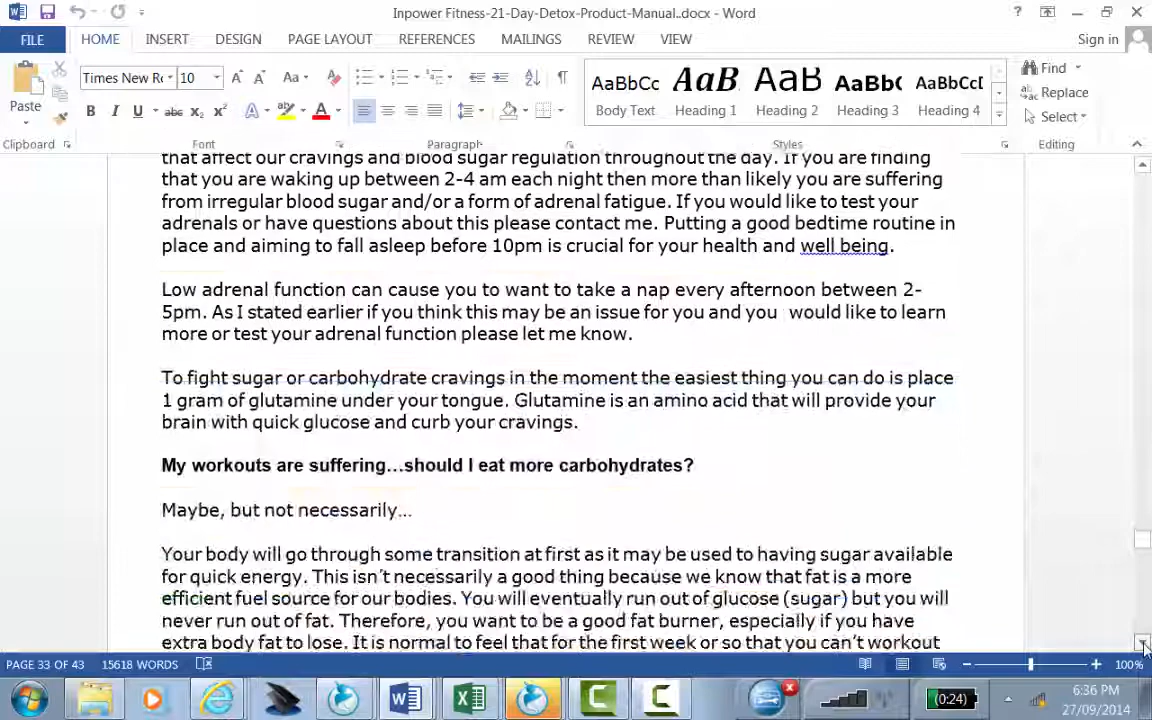 Inpower Fitness-21-Day-Detox-Product-Manual..docx - Word
FILE HOME INSERT DESIGN PAGE LAYOUT REFERENCES MAILINGS REVIEW VIEW Sign in
Times New Ro 10 Aa
Paste
B I U abc x₂ x² A A
AaBbCc AaB AaB AaBbC AaBbC
Body Text Heading 1 Heading 2 Heading 3 Heading 4
Find
Replace
Select
Clipboard Font Paragraph Styles Editing
that affect our cravings and blood sugar regulation throughout the day. If you are finding
that you are waking up between 2-4 am each night then more than likely you are suffering
from irregular blood sugar and/or a form of adrenal fatigue. If you would like to test your
adrenals or have questions about this please contact me. Putting a good bedtime routine in
place and aiming to fall asleep before 10pm is crucial for your health and well being.
Low adrenal function can cause you to want to take a nap every afternoon between 2-
5pm. As I stated earlier if you think this may be an issue for you and you would like to learn
more or test your adrenal function please let me know.
To fight sugar or carbohydrate cravings in the moment the easiest thing you can do is place
1 gram of glutamine under your tongue. Glutamine is an amino acid that will provide your
brain with quick glucose and curb your cravings.
My workouts are suffering...should I eat more carbohydrates?
Maybe, but not necessarily...
Your body will go through some transition at first as it may be used to having sugar available
for quick energy. This isn't necessarily a good thing because we know that fat is a more
efficient fuel source for our bodies. You will eventually run out of glucose (sugar) but you will
never run out of fat. Therefore, you want to be a good fat burner, especially if you have
extra body fat to lose. It is normal to feel that for the first week or so that you can't workout
PAGE 33 OF 43 15618 WORDS 100%
(0:24)
6:36 PM
27/09/2014